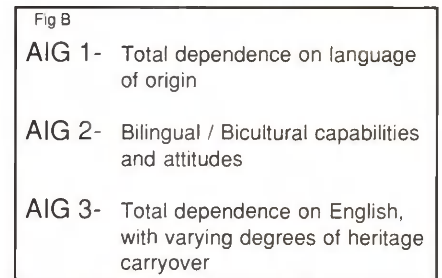 Fig B
AIG 1- Total dependence on language
of origin
AIG 2- Bilingual / Bicultural capabilities
and attitudes
AIG 3- Total dependence on English,
with varying degrees of heritage
carryover